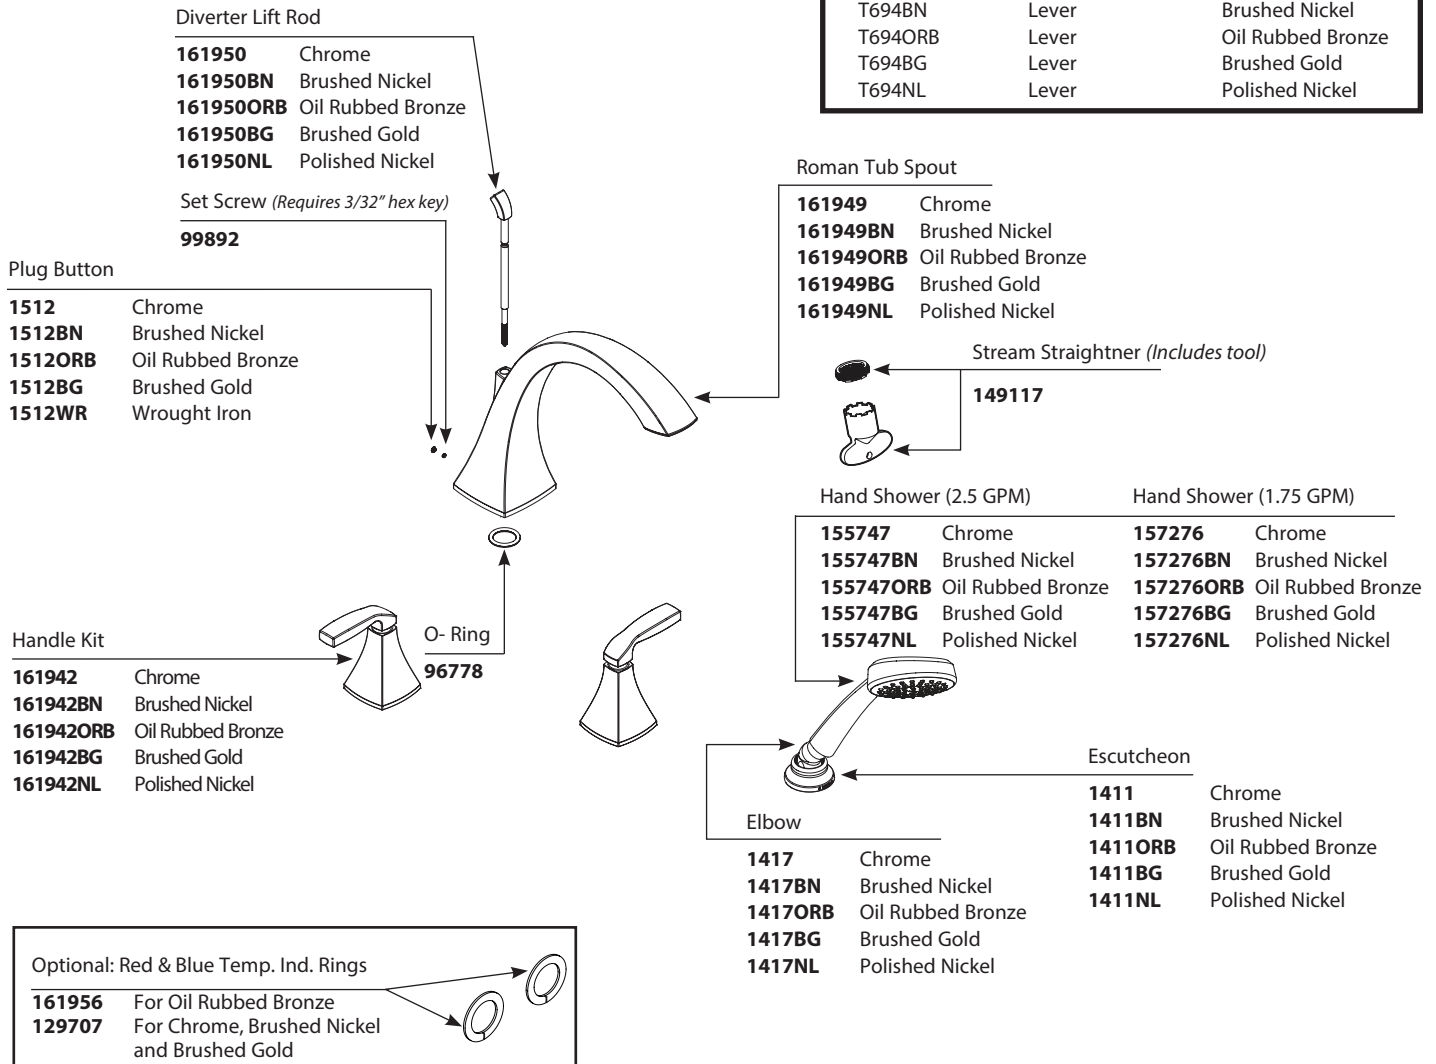 T694BN Lever Brushed Nickel
T694ORB Lever Oil Rubbed Bronze
T694BG Lever Brushed Gold
T694NL Lever Polished Nickel
Diverter Lift Rod
161950 Chrome
161950BN Brushed Nickel
161950ORB Oil Rubbed Bronze
161950BG Brushed Gold
161950NL Polished Nickel
Set Screw (Requires 3/32” hex key)
99892
Plug Button
1512 Chrome
1512BN Brushed Nickel
1512ORB Oil Rubbed Bronze
1512BG Brushed Gold
1512WR Wrought Iron
Roman Tub Spout
161949 Chrome
161949BN Brushed Nickel
161949ORB Oil Rubbed Bronze
161949BG Brushed Gold
161949NL Polished Nickel
Stream Straightner (Includes tool)
149117
Hand Shower (2.5 GPM)
155747 Chrome
155747BN Brushed Nickel
155747ORB Oil Rubbed Bronze
155747BG Brushed Gold
155747NL Polished Nickel
Hand Shower (1.75 GPM)
157276 Chrome
157276BN Brushed Nickel
157276ORB Oil Rubbed Bronze
157276BG Brushed Gold
157276NL Polished Nickel
O- Ring
96778
Handle Kit
161942 Chrome
161942BN Brushed Nickel
161942ORB Oil Rubbed Bronze
161942BG Brushed Gold
161942NL Polished Nickel
Elbow
1417 Chrome
1417BN Brushed Nickel
1417ORB Oil Rubbed Bronze
1417BG Brushed Gold
1417NL Polished Nickel
Escutcheon
1411 Chrome
1411BN Brushed Nickel
1411ORB Oil Rubbed Bronze
1411BG Brushed Gold
1411NL Polished Nickel
Optional: Red & Blue Temp. Ind. Rings
161956 For Oil Rubbed Bronze
129707 For Chrome, Brushed Nickel
and Brushed Gold